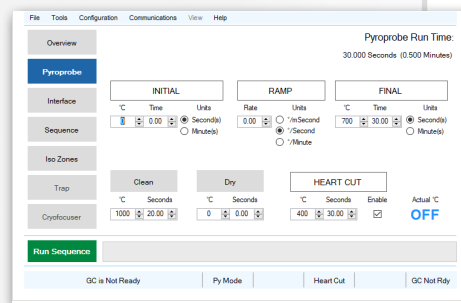 File Tools Configuration Communications View Help
Overview
Pyroprobe Run Time:
30.000 Seconds (0.500 Minutes)
Pyroprobe
INITIAL RAMP FINAL
Interface
°C Time Units Rate Units °C Time Units
0 0.00 Second(s) 0.00 °/mSecond 700 30.00 Second(s)
Sequence
Minute(s) °/Second Minute(s)
°/Minute
Iso Zones
Trap
Clean Dry HEART CUT
°C Seconds °C Seconds °C Seconds Enable Actual °C
Cryofocuser
1000 20.00 0 0.00 400 30.00 OFF
Run Sequence
GC is Not Ready Py Mode Heart Cut GC Not Rdy